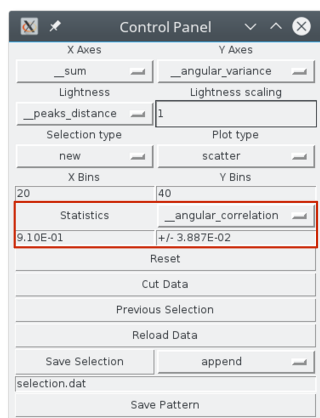 Control Panel
X Axes Y Axes
__sum __angular_variance
Lightness Lightness scaling
__peaks_distance 1
Selection type Plot type
new scatter
X Bins Y Bins
20 40
Statistics __angular_correlation
9.10E-01 +/- 3.887E-02
Reset
Cut Data
Previous Selection
Reload Data
Save Selection append
selection.dat
Save Pattern